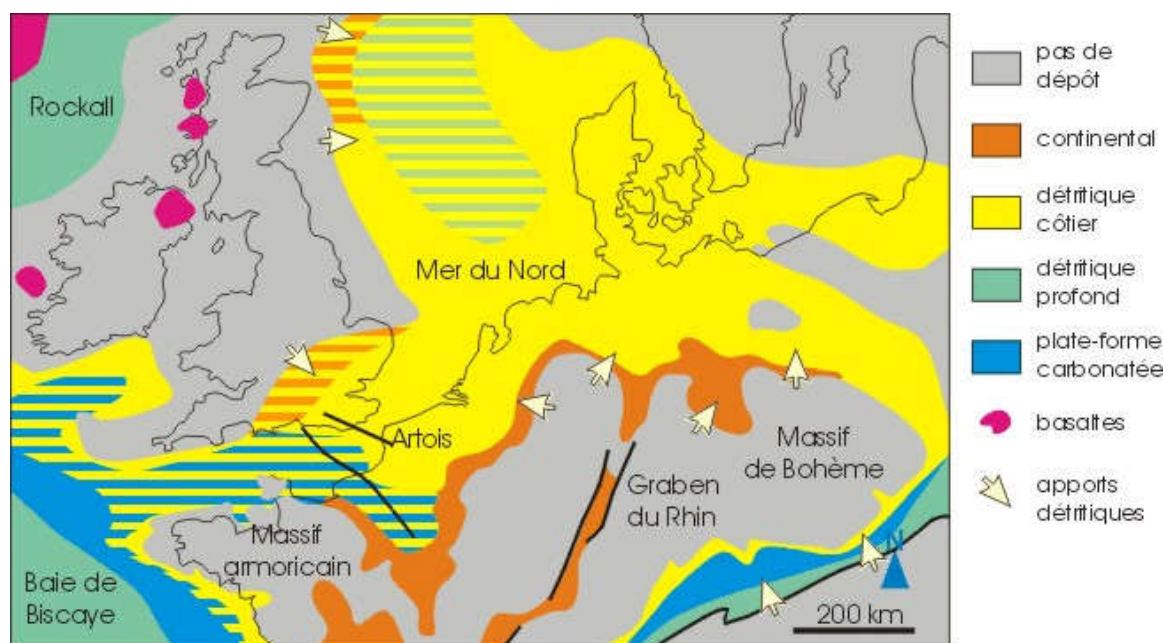 Rockall
Mer du Nord
Artois
Massif
de Bohème
Graben
du Rhin
Massif
armoricain
Baie de
Biscaye
N
200 km
pas de
dépôt
continental
détritique
côtier
détritique
profond
plate-forme
carbonatée
basaltes
apports
détritiques